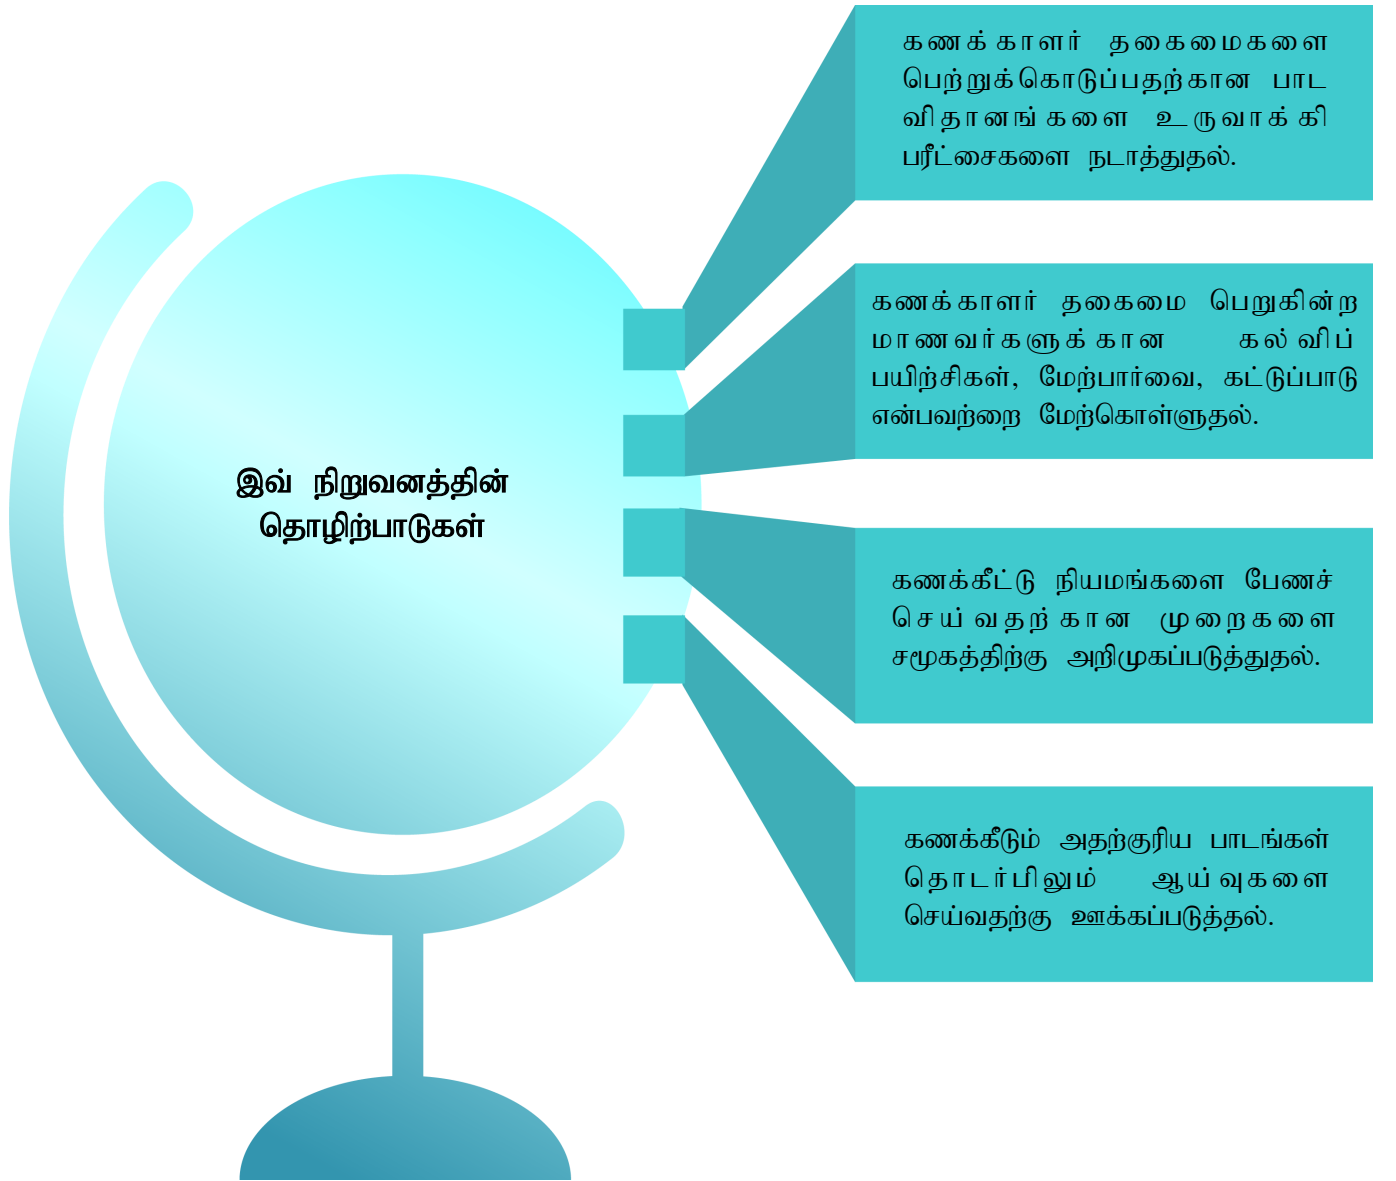 கணக்காளர் தகைமைகளை
பெற்றுக்கொடுப்பதற்கான பாட
விதானங்களை உருவாக்கி
பரீட்சைகளை நடாத்துதல்.
கணக்காளர் தகைமை பெறுகின்ற
மாணவர்களுக்கான கல்விப்
பயிற்சிகள், மேற்பார்வை, கட்டுப்பாடு
என்பவற்றை மேற்கொள்ளுதல்.
இவ் நிறுவனத்தின்
தொழிற்பாடுகள்
கணக்கீட்டு நியமங்களை பேணச்
செய்வதற்கான முறைகளை
சமூகத்திற்கு அறிமுகப்படுத்துதல்.
கணக்கீடும் அதற்குரிய பாடங்கள்
தொடர்பிலும் ஆய்வுகளை
செய்வதற்கு ஊக்கப்படுத்தல்.